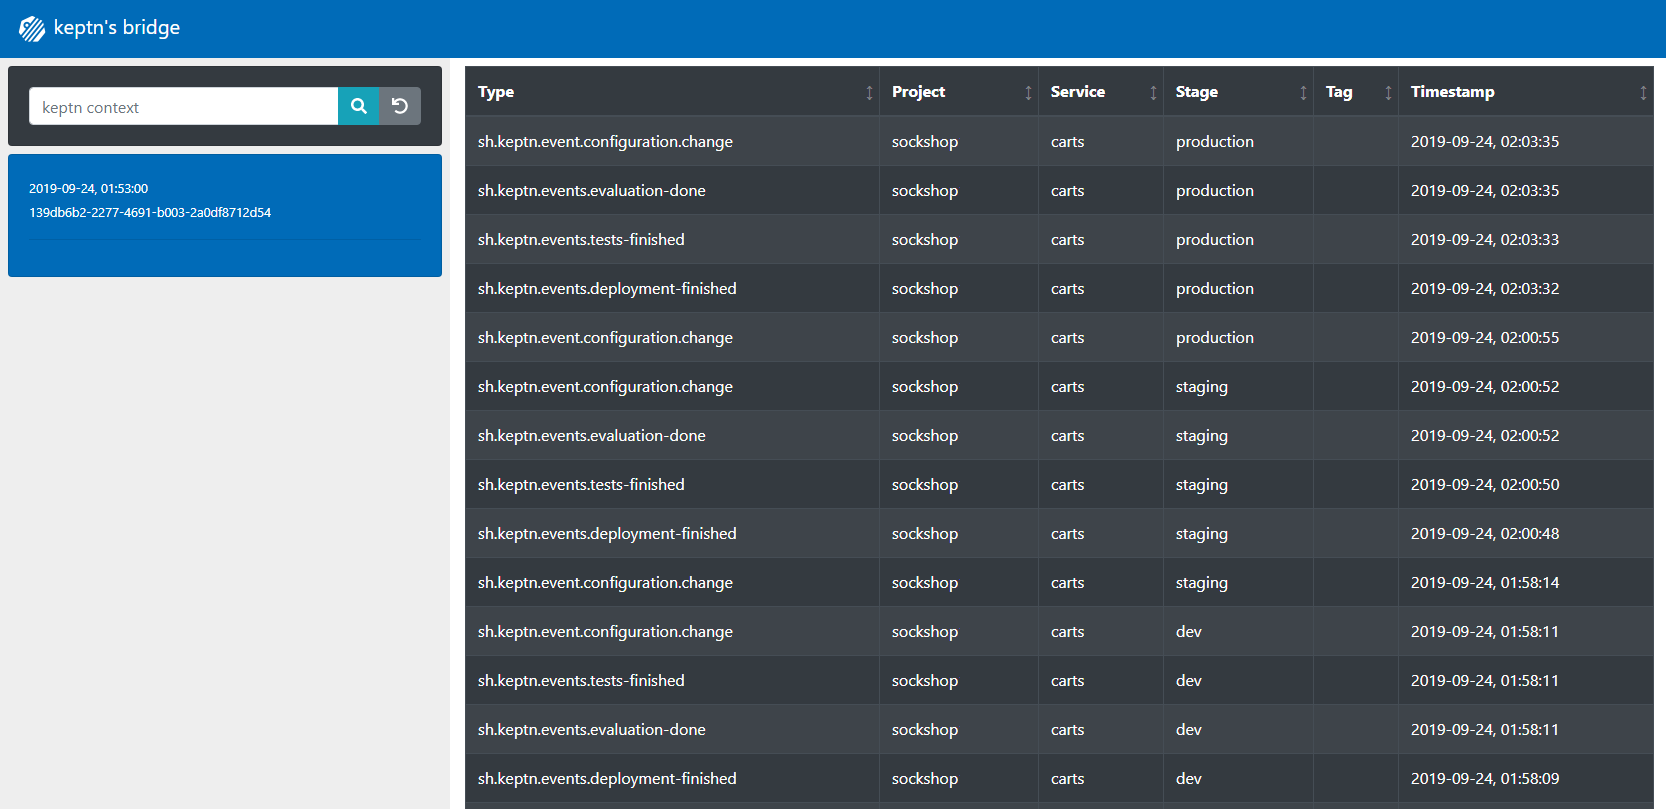 keptn's bridge
keptn context
2019-09-24, 01:53:00
139db6b2-2277-4691-b003-2a0df8712d54
Type Project Service Stage Tag Timestamp
sh.keptn.event.configuration.change sockshop carts production 2019-09-24, 02:03:35
sh.keptn.events.evaluation-done sockshop carts production 2019-09-24, 02:03:35
sh.keptn.events.tests-finished sockshop carts production 2019-09-24, 02:03:33
sh.keptn.events.deployment-finished sockshop carts production 2019-09-24, 02:03:32
sh.keptn.event.configuration.change sockshop carts production 2019-09-24, 02:00:55
sh.keptn.event.configuration.change sockshop carts staging 2019-09-24, 02:00:52
sh.keptn.events.evaluation-done sockshop carts staging 2019-09-24, 02:00:52
sh.keptn.events.tests-finished sockshop carts staging 2019-09-24, 02:00:50
sh.keptn.events.deployment-finished sockshop carts staging 2019-09-24, 02:00:48
sh.keptn.event.configuration.change sockshop carts staging 2019-09-24, 01:58:14
sh.keptn.event.configuration.change sockshop carts dev 2019-09-24, 01:58:11
sh.keptn.events.tests-finished sockshop carts dev 2019-09-24, 01:58:11
sh.keptn.events.evaluation-done sockshop carts dev 2019-09-24, 01:58:11
sh.keptn.events.deployment-finished sockshop carts dev 2019-09-24, 01:58:09